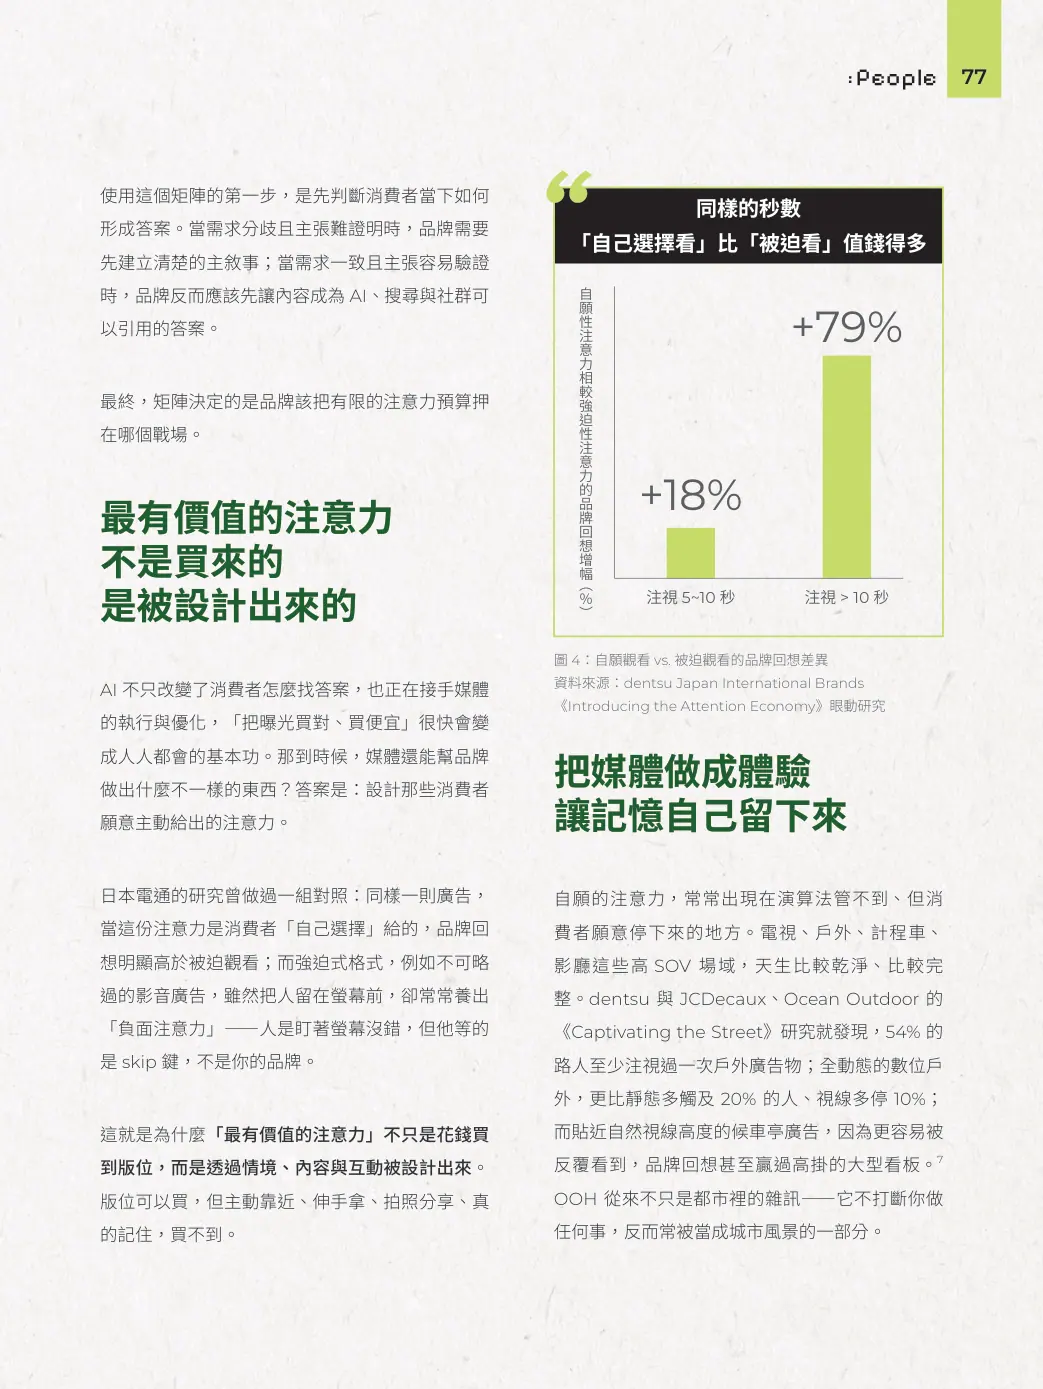 :People
77
使用這個矩陣的第一步，是先判斷消費者當下如何
形成答案。當需求分歧且主張難證明時，品牌需要
先建立清楚的主敘事；當需求一致且主張容易驗證
時，品牌反而應該先讓內容成為 AI、搜尋與社群可
以引用的答案。
最終，矩陣決定的是品牌該把有限的注意力預算押
在哪個戰場。
最有價值的注意力
不是買來的
是被設計出來的
AI 不只改變了消費者怎麼找答案，也正在接手媒體
的執行與優化，「把曝光買對、買便宜」很快會變
成人人都會的基本功。那到時候，媒體還能幫品牌
做出什麼不一樣的東西？答案是：設計那些消費者
願意主動給出的注意力。
日本電通的研究曾做過一組對照：同樣一則廣告，
當這份注意力是消費者「自己選擇」給的，品牌回
想明顯高於被迫觀看；而強迫式格式，例如不可略
過的影音廣告，雖然把人留在螢幕前，卻常常養出
「負面注意力」——人是盯著螢幕沒錯，但他等的
是 skip 鍵，不是你的品牌。
這就是為什麼「最有價值的注意力」不只是花錢買
到版位，而是透過情境、內容與互動被設計出來。
版位可以買，但主動靠近、伸手拿、拍照分享、真
的記住，買不到。
同樣的秒數
「自己選擇看」比「被迫看」值錢得多
自願性注意力相較強迫性注意力的品牌回想增幅（%）
+18%
+79%
注視 5~10 秒
注視 > 10 秒
圖 4：自願觀看 vs. 被迫觀看的品牌回想差異
資料來源：dentsu Japan International Brands
《Introducing the Attention Economy》眼動研究
把媒體做成體驗
讓記憶自己留下來
自願的注意力，常常出現在演算法管不到、但消
費者願意停下來的地方。電視、戶外、計程車、
影廳這些高 SOV 場域，天生比較乾淨、比較完
整。dentsu 與 JCDecaux、Ocean Outdoor 的
《Captivating the Street》研究就發現，54% 的
路人至少注視過一次戶外廣告物；全動態的數位戶
外，更比靜態多觸及 20% 的人、視線多停 10%；
而貼近自然視線高度的候車亭廣告，因為更容易被
反覆看到，品牌回想甚至贏過高掛的大型看板。7
OOH 從來不只是都市裡的雜訊——它不打斷你做
任何事，反而常被當成城市風景的一部分。